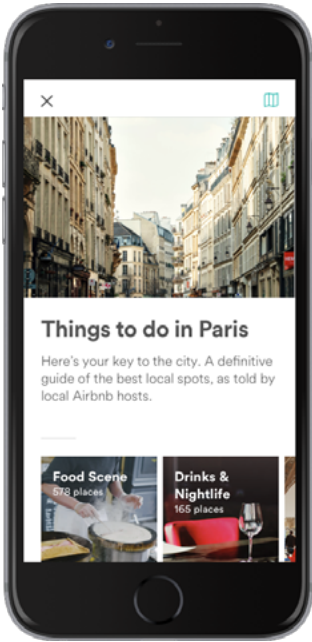 Things to do in Paris
Here's your key to the city. A definitive
guide of the best local spots, as told by
local Airbnb hosts.
Food Scene
578 places
Drinks &
Nightlife
165 places